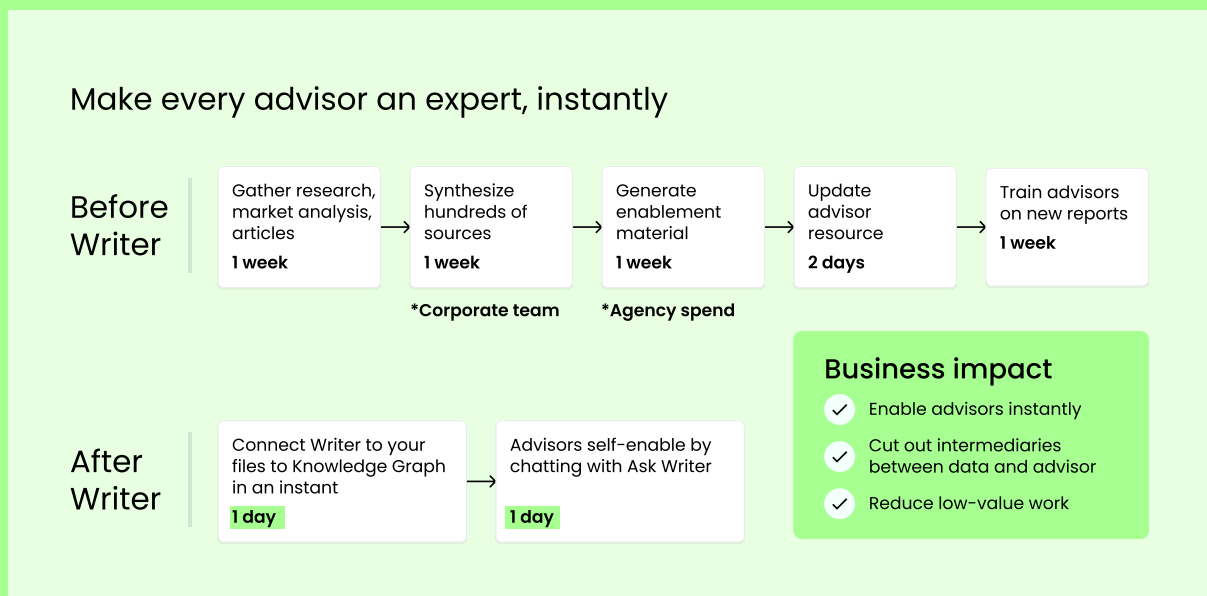 Make every advisor an expert, instantly
Before
Writer
Gather research,
market analysis,
articles
1 week
Synthesize
hundreds of
sources
1 week
*Corporate team
Generate
enablement
material
1 week
*Agency spend
Update
advisor
resource
2 days
Train advisors
on new reports
1 week
After
Writer
Connect Writer to your
files to Knowledge Graph
in an instant
1 day
Advisors self-enable by
chatting with Ask Writer
1 day
Business impact
Enable advisors instantly
Cut out intermediaries
between data and advisor
Reduce low-value work